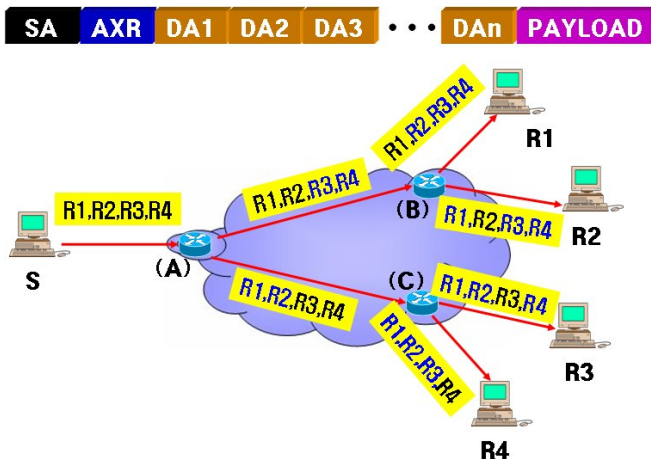 SA AXR DA1 DA2 DA3 • • • DAn PAYLOAD
R1,R2,R3,R4
R1
R1,R2,R3,R4
(B)
R1,R2,R3,R4
R2
R1,R2,R3,R4
S
(A)
R1,R2,R3,R4
(C)
R1,R2,R3,R4
R3
R1,R2,R3,R4
R4